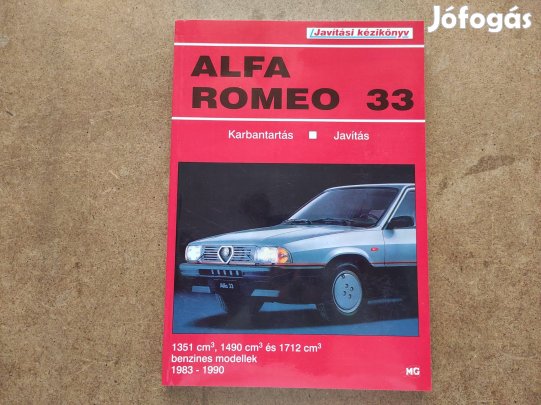 Jófogás
Javítási kézikönyv
ALFA
ROMEO 33
Karbantartás ■ Javítás
Alfa 33
1351 cm³, 1490 cm³ és 1712 cm³
benzines modellek
1983 - 1990
MG